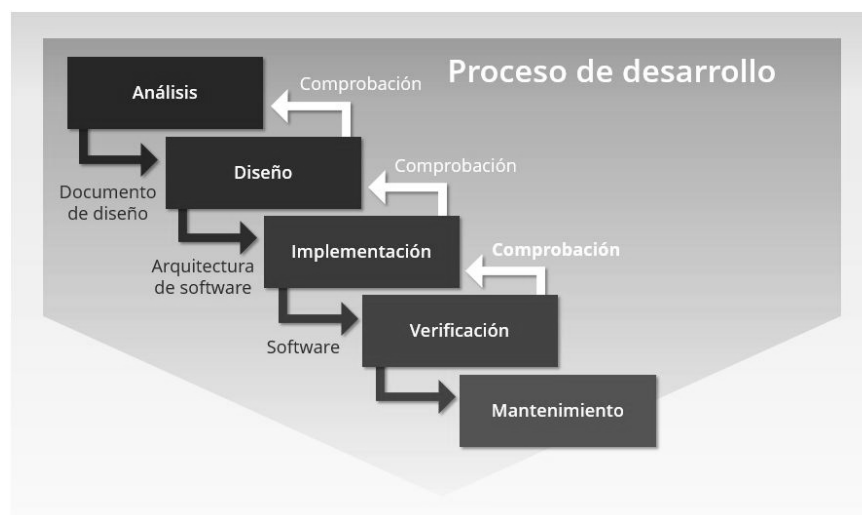 Proceso de desarrollo
Análisis
Comprobación
Diseño
Documento
de diseño
Comprobación
Implementación
Arquitectura
de software
Comprobación
Verificación
Software
Mantenimiento